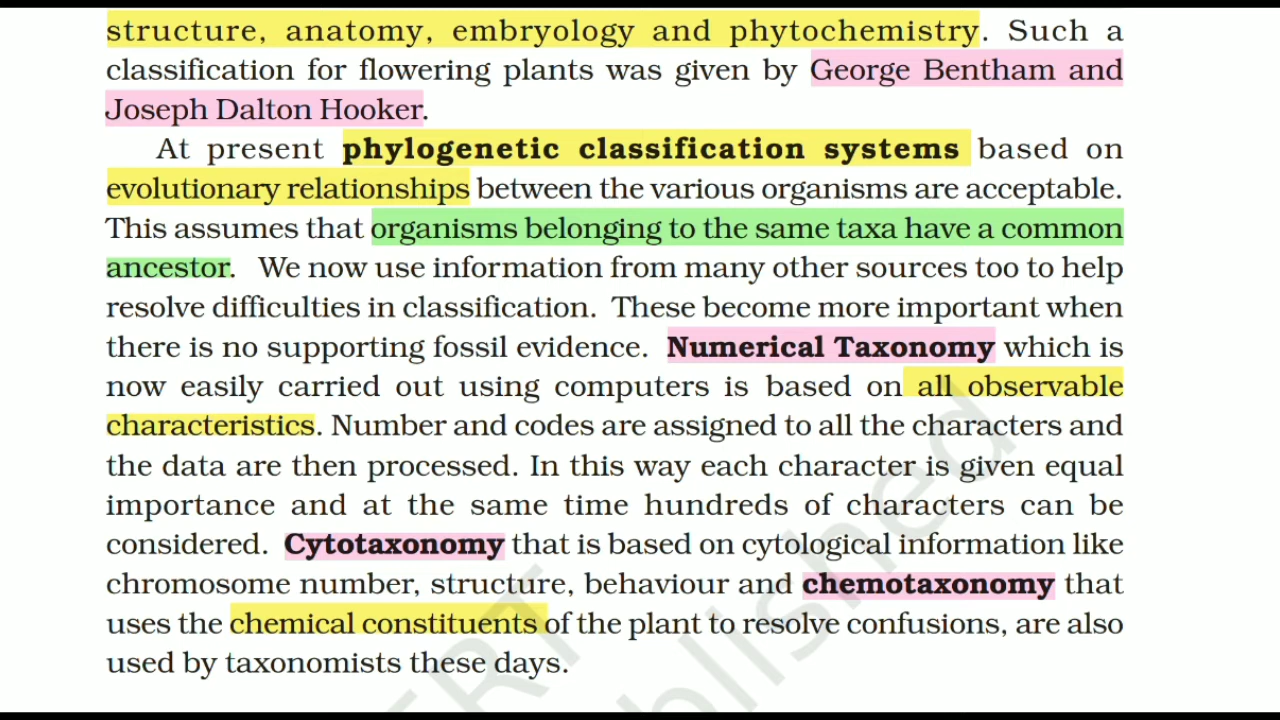 structure, anatomy, embryology and phytochemistry. Such a
classification for flowering plants was given by George Bentham and
Joseph Dalton Hooker.
At present phylogenetic classification systems based on
evolutionary relationships between the various organisms are acceptable.
This assumes that organisms belonging to the same taxa have a common
ancestor. We now use information from many other sources too to help
resolve difficulties in classification. These become more important when
there is no supporting fossil evidence. Numerical Taxonomy which is
now easily carried out using computers is based on all observable
characteristics. Number and codes are assigned to all the characters and
the data are then processed. In this way each character is given equal
importance and at the same time hundreds of characters can be
considered. Cytotaxonomy that is based on cytological information like
chromosome number, structure, behaviour and chemotaxonomy that
uses the chemical constituents of the plant to resolve confusions, are also
used by taxonomists these days.